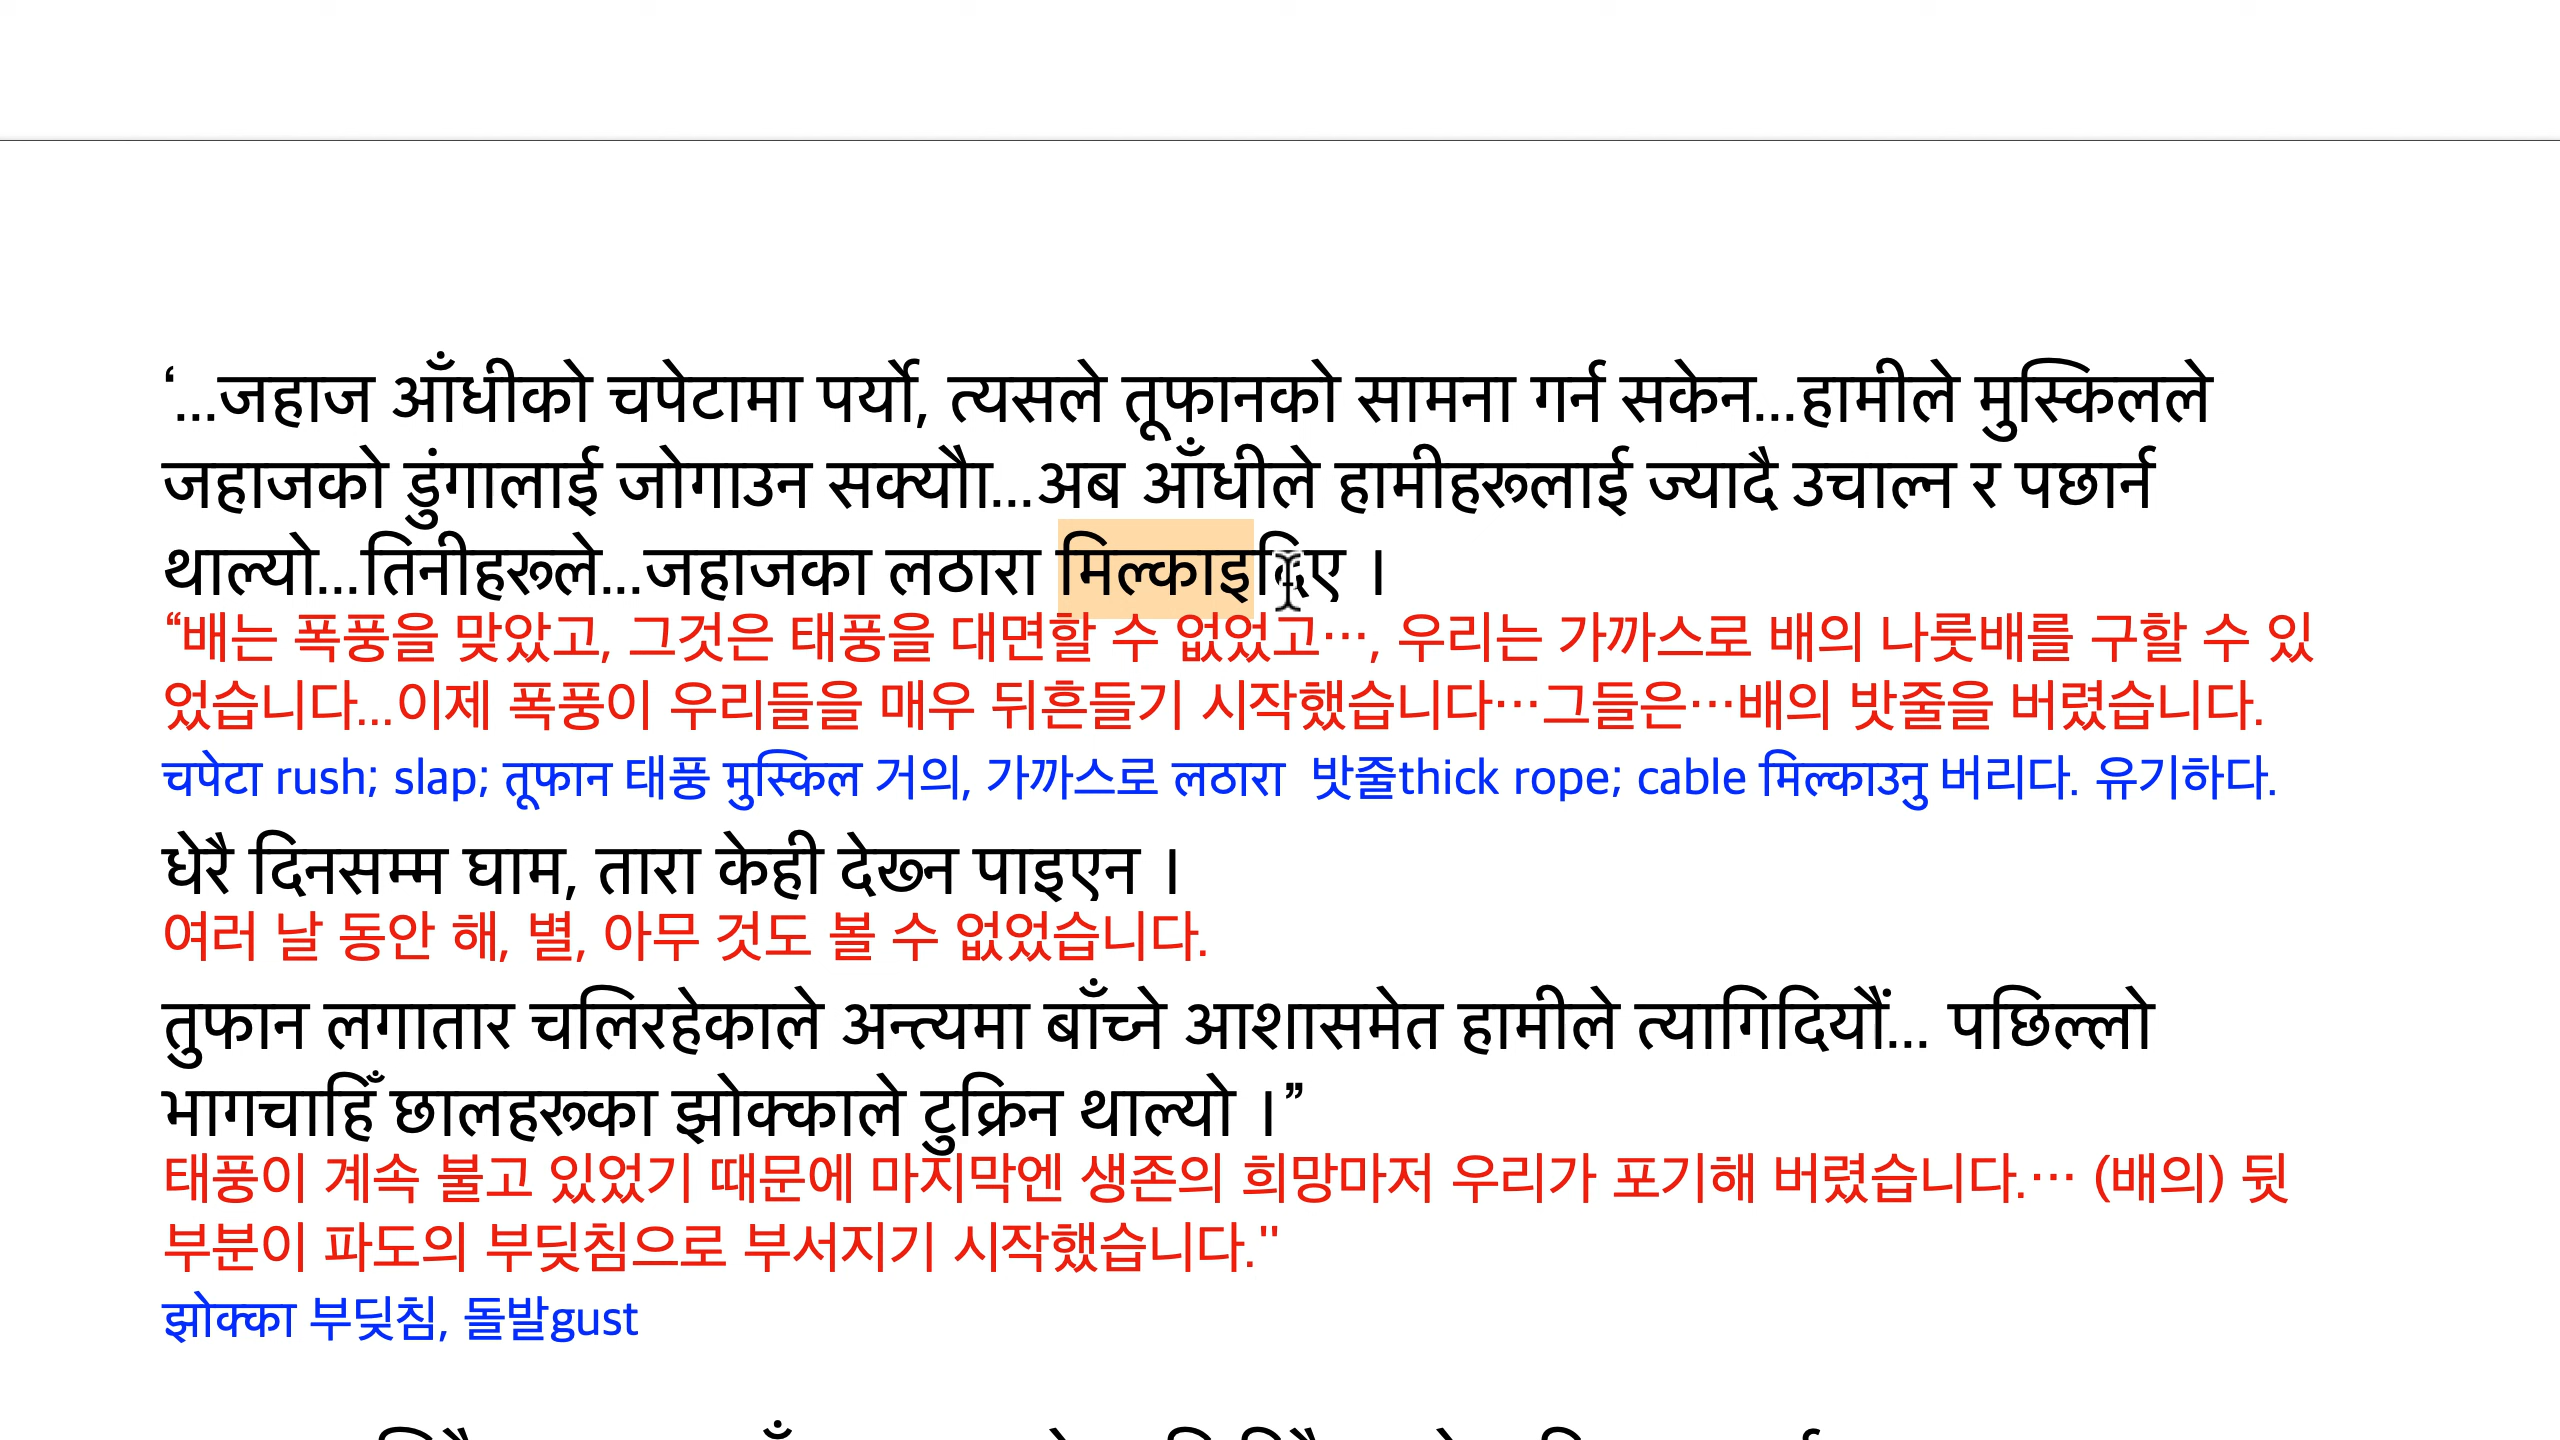 ‘...जहाज आँधीको चपेटामा पर्यो, त्यसले तूफानको सामना गर्न सकेन...हामीले मुस्किलले
जहाजको डुंगालाई जोगाउन सक्यौा...अब आँधीले हामीहरूलाई ज्यादै उचाल्न र पछार्न
थाल्यो...तिनीहरूले...जहाजका लठारा मिल्काइदिए ।
“배는 폭풍을 맞았고, 그것은 태풍을 대면할 수 없었고…, 우리는 가까스로 배의 나룻배를 구할 수 있
었습니다...이제 폭풍이 우리들을 매우 뒤흔들기 시작했습니다…그들은…배의 밧줄을 버렸습니다.
चपेटा rush; slap; तूफान 태풍 मुस्किल 거의, 가까스로 लठारा 밧줄thick rope; cable मिल्काउनु 버리다. 유기하다.
धेरै दिनसम्म घाम, तारा केही देख्न पाइएन ।
여러 날 동안 해, 별, 아무 것도 볼 수 없었습니다.
तुफान लगातार चलिरहेकाले अन्त्यमा बाँच्ने आशासमेत हामीले त्यागिदियौं... पछिल्लो
भागचाहिँ छालहरूका झोक्काले टुक्रिन थाल्यो ।”
태풍이 계속 불고 있었기 때문에 마지막엔 생존의 희망마저 우리가 포기해 버렸습니다.… (배의) 뒷
부분이 파도의 부딪침으로 부서지기 시작했습니다."
झोक्का 부딪침, 돌발gust